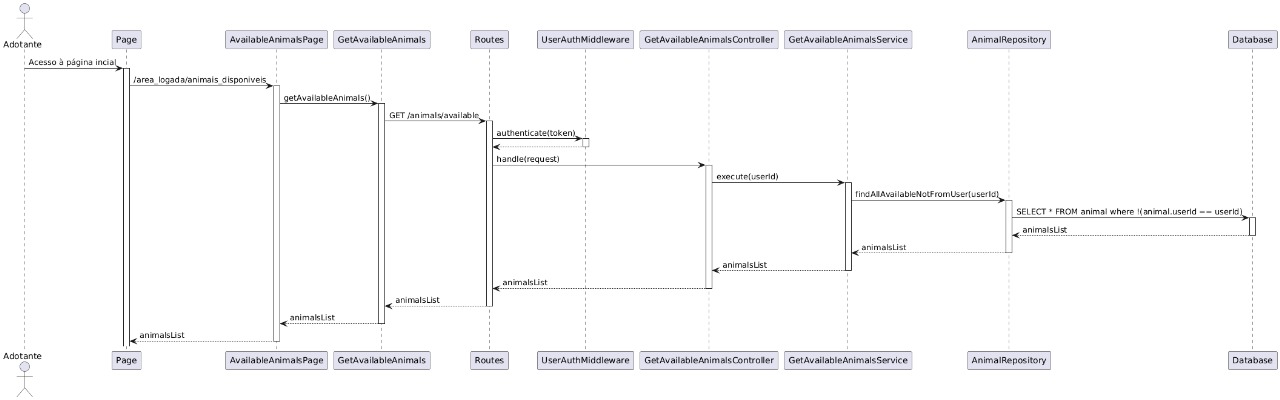 Adotante
Page
AvailableAnimalsPage
GetAvailableAnimals
Routes
UserAuthMiddleware
GetAvailableAnimalsController
GetAvailableAnimalsService
AnimalRepository
Database
Acesso à página incial
/area_logada/animais_disponiveis
getAvailableAnimals()
GET /animals/available
authenticate(token)
handle(request)
execute(userId)
findAllAvailableNotFromUser(userId)
SELECT * FROM animal where !(animal.userId == userId)
animalsList
animalsList
animalsList
animalsList
animalsList
animalsList
animalsList
Adotante
Page
AvailableAnimalsPage
GetAvailableAnimals
Routes
UserAuthMiddleware
GetAvailableAnimalsController
GetAvailableAnimalsService
AnimalRepository
Database